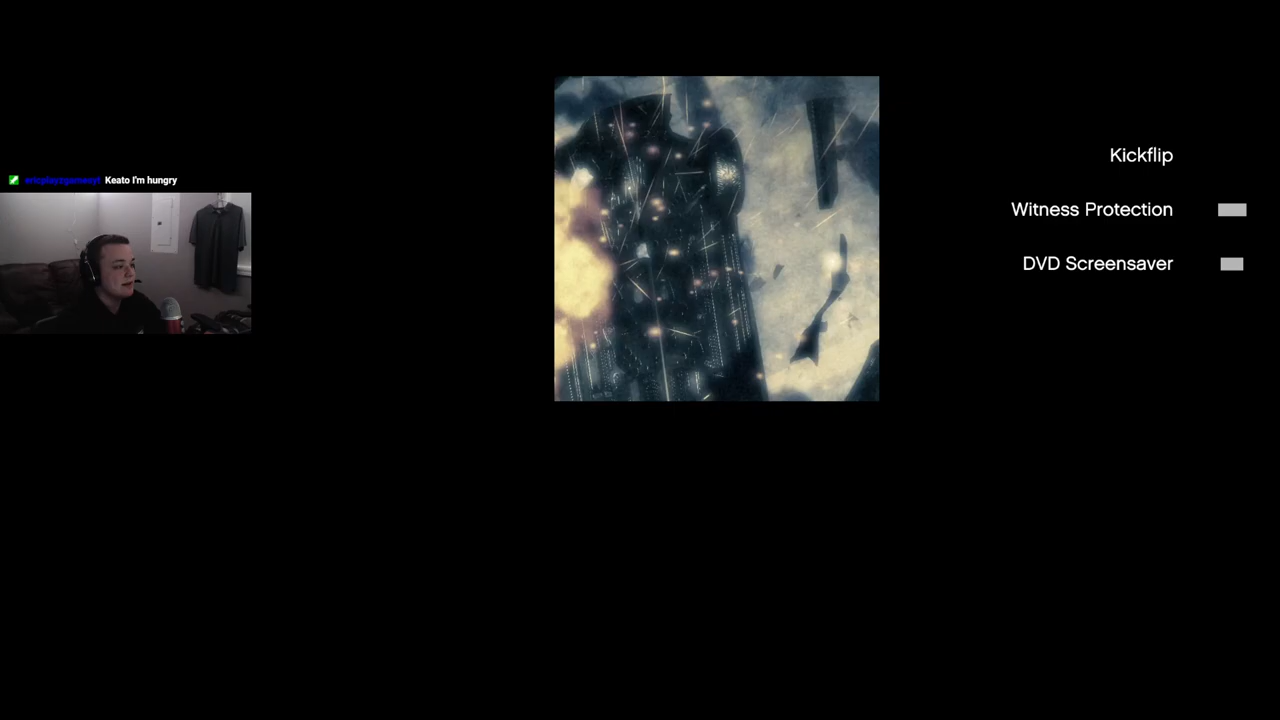 Keato I'm hungry
Kickflip
Witness Protection
DVD Screensaver